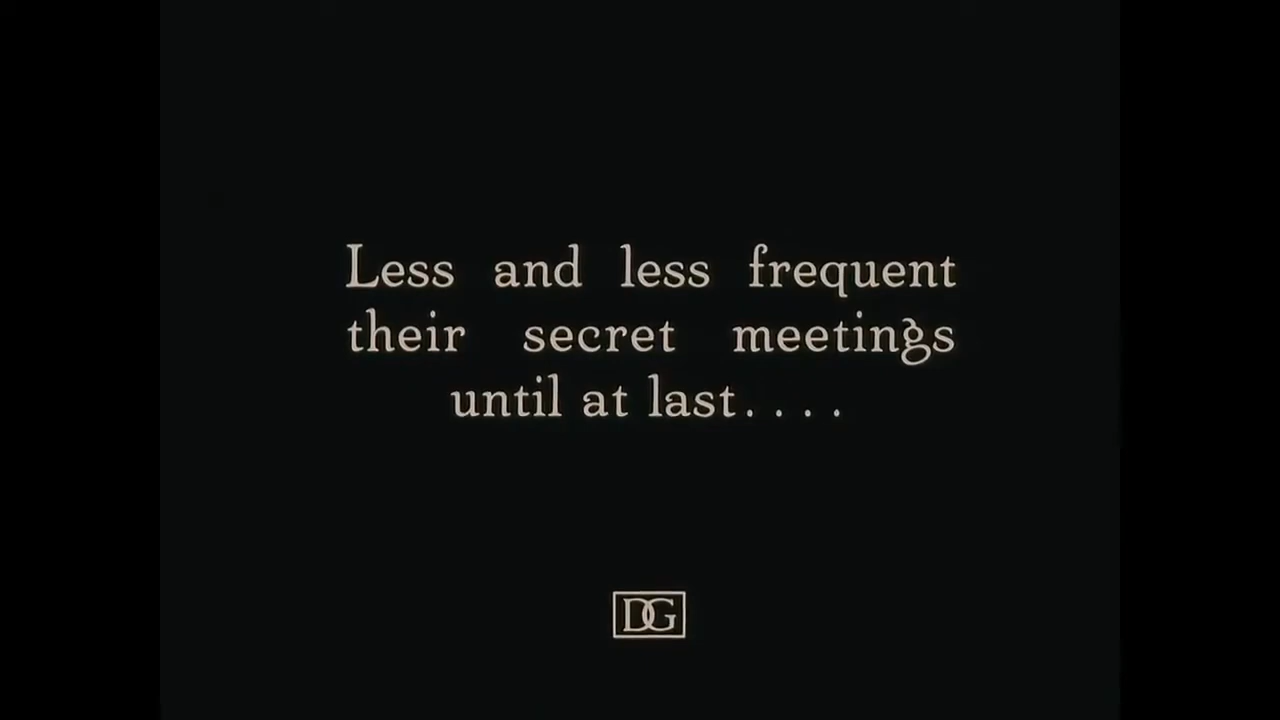 Less and less frequent
their secret meetings
until at last....
DG